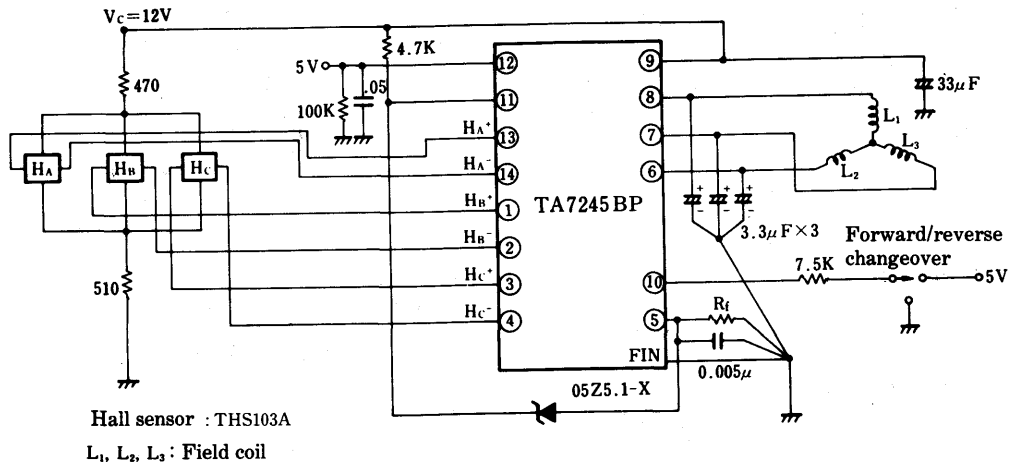 Vc=12V
470
4.7K
5V
.05
100K
12
11
13
14
1
2
3
4
HA+
HA-
HB+
HB-
HC+
HC-
HA
HB
HC
510
TA7245BP
9
8
7
6
10
5
FIN
33μF
L1
L2
L3
3.3μF×3
Forward/reverse
changeover
7.5K
5V
Rf
0.005μ
05Z5.1-X
Hall sensor : THS103A
L1, L2, L3 : Field coil